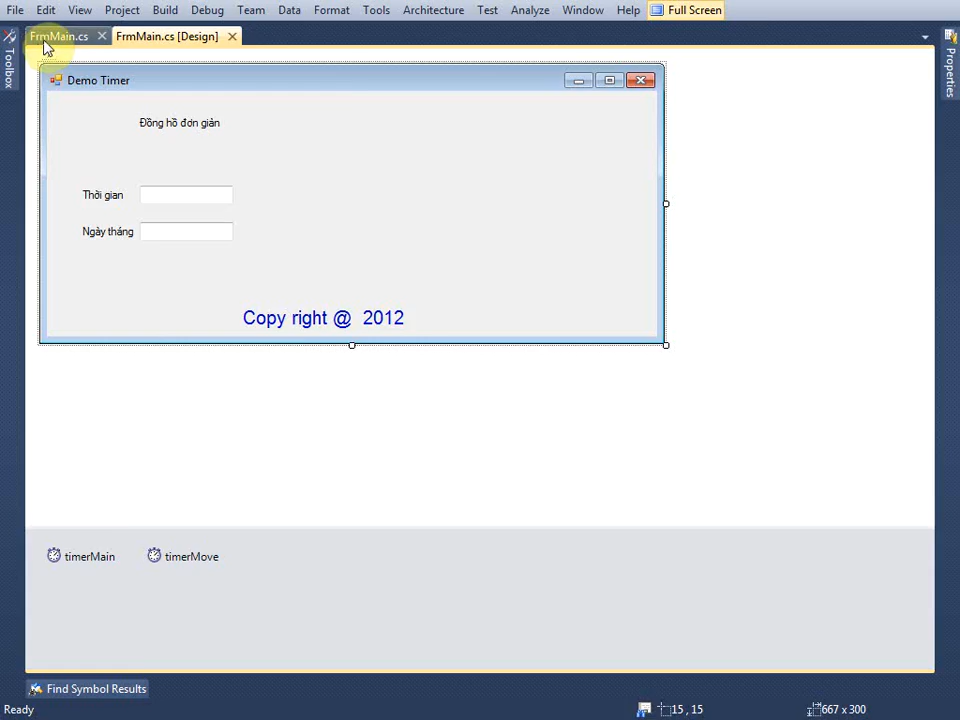 File Edit View Project Build Debug Team Data Format Tools Architecture Test Analyze Window Help Full Screen
FrmMain.cs FrmMain.cs [Design]
Toolbox
Properties
Demo Timer
Đồng hồ đơn giản
Thời gian
Ngày tháng
Copy right @ 2012
timerMain timerMove
Find Symbol Results
Ready 15 , 15 667 x 300